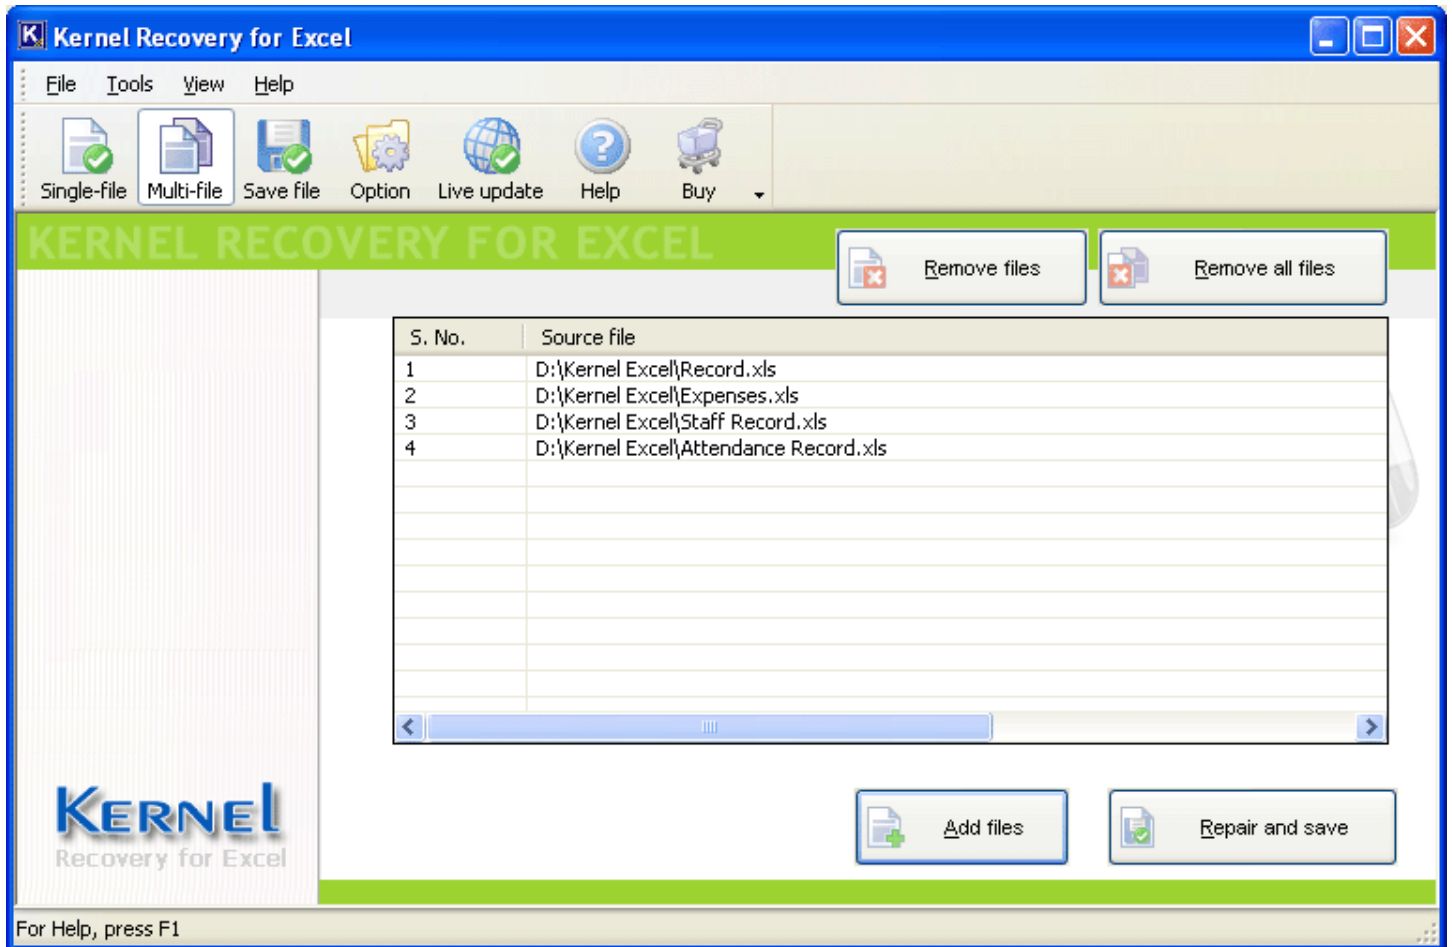 Kernel Recovery for Excel
File Tools View Help
Single-file Multi-file Save file Option Live update Help Buy
KERNEL RECOVERY FOR EXCEL
Remove files Remove all files
S. No. Source file
1 D:\Kernel Excel\Record.xls
2 D:\Kernel Excel\Expenses.xls
3 D:\Kernel Excel\Staff Record.xls
4 D:\Kernel Excel\Attendance Record.xls
KERNEL
Recovery for Excel
Add files Repair and save
For Help, press F1